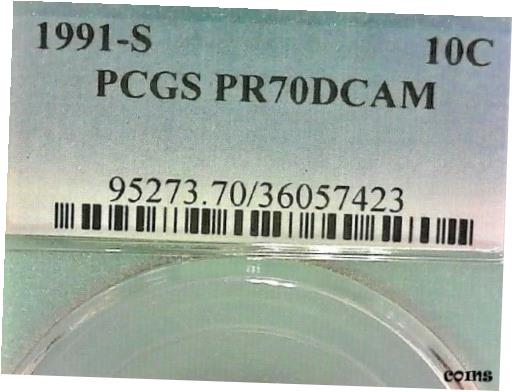 1991-S 10C
PCGS PR70DCAM
95273.70/36057423
coins